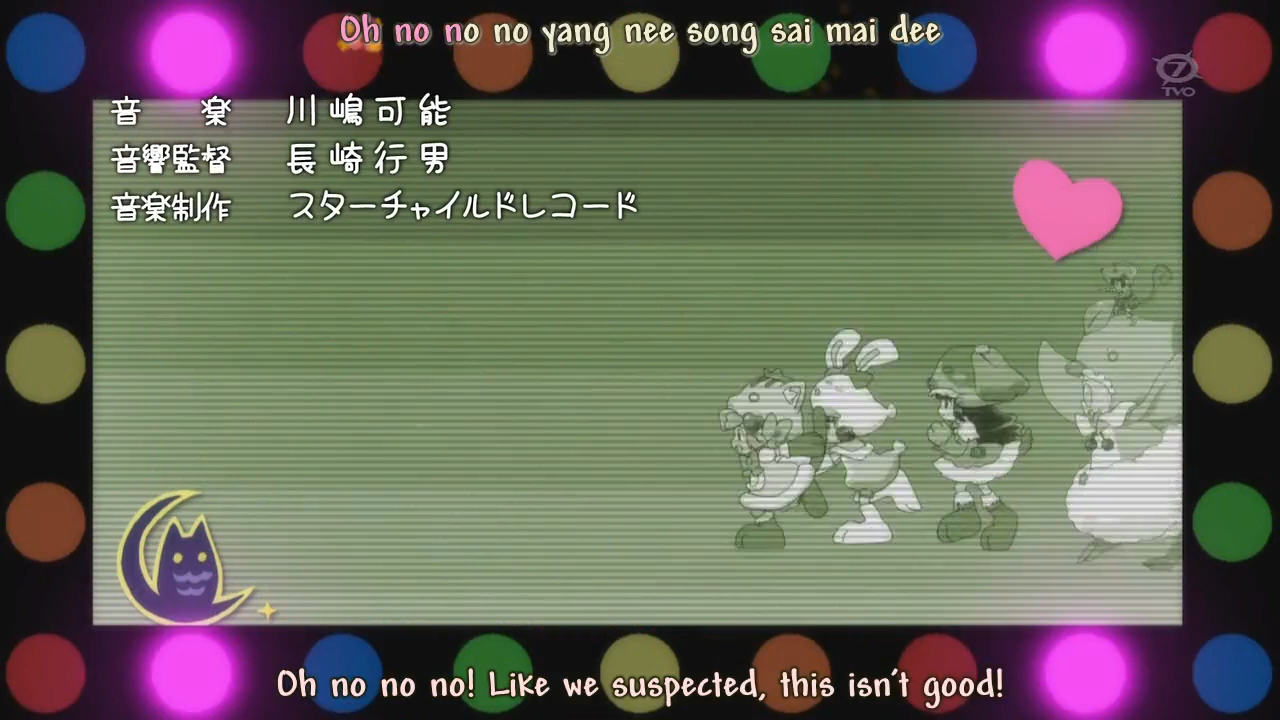 Oh no no no yang nee song sai mai dee
7
TVO
音　　楽　川嶋可能
音響監督　長崎行男
音楽制作　スターチャイルドレコード
Oh no no no! Like we suspected, this isn't good!